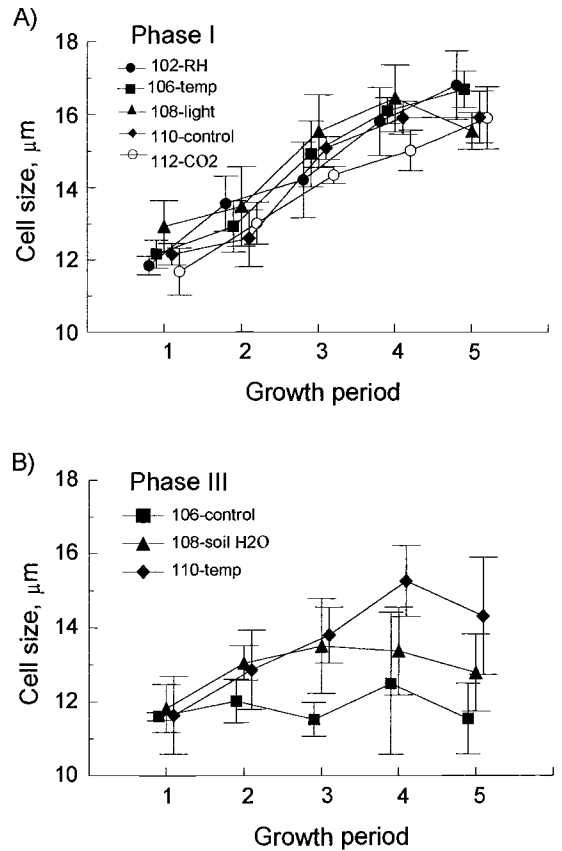 A)
Phase I
102-RH
106-temp
108-light
110-control
112-CO2
Cell size, μm
18
16
14
12
10
1 2 3 4 5
Growth period
B)
Phase III
106-control
108-soil H2O
110-temp
Cell size, μm
18
16
14
12
10
1 2 3 4 5
Growth period